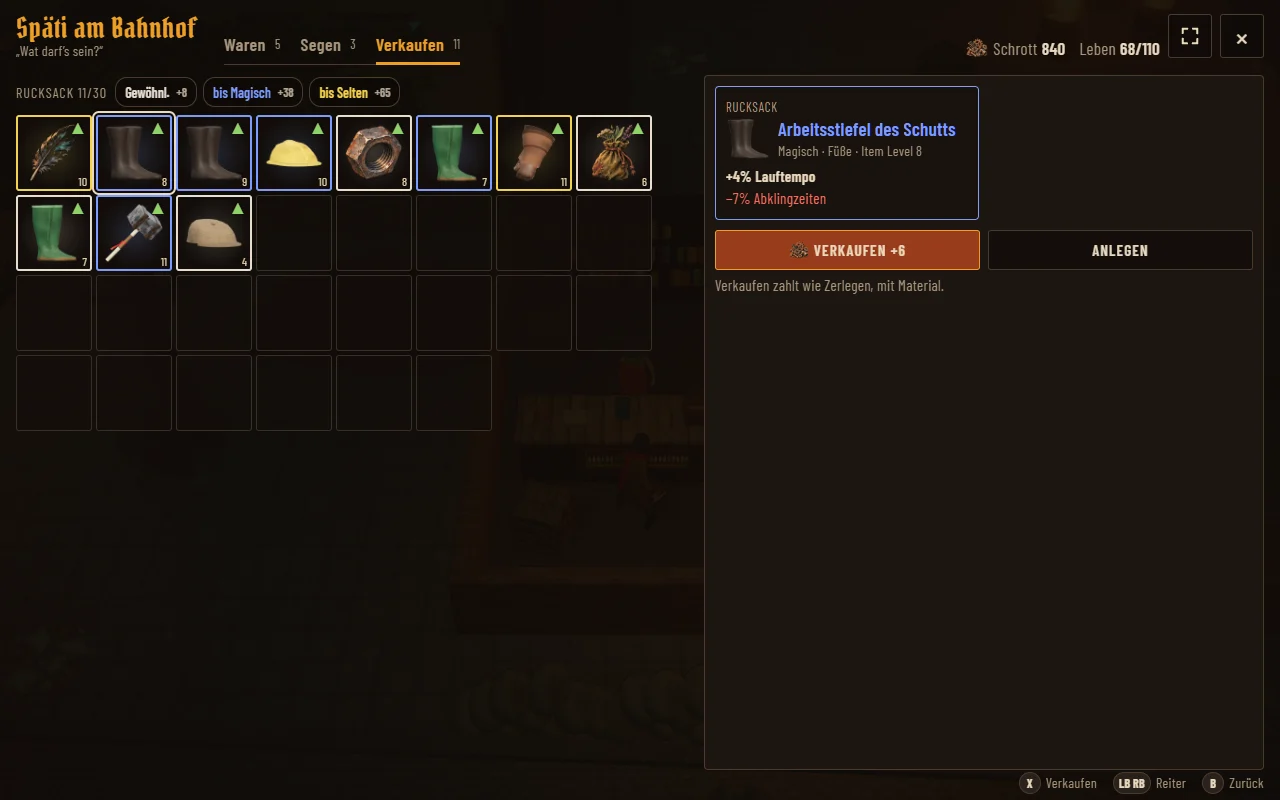 Späti am Bahnhof
„Wat darf's sein?“
Waren 5 Segen 3 Verkaufen 11
Schrott 840 Leben 68/110
RUCKSACK 11/30 Gewöhnl. +8 bis Magisch +38 bis Selten +65
10 8 9 10 8 7 11 6
7 11 4
RUCKSACK
Arbeitsstiefel des Schutts
Magisch · Füße · Item Level 8
+4% Lauftempo
−7% Abklingzeiten
VERKAUFEN +6 ANLEGEN
Verkaufen zahlt wie Zerlegen, mit Material.
X Verkaufen LB RB Reiter B Zurück